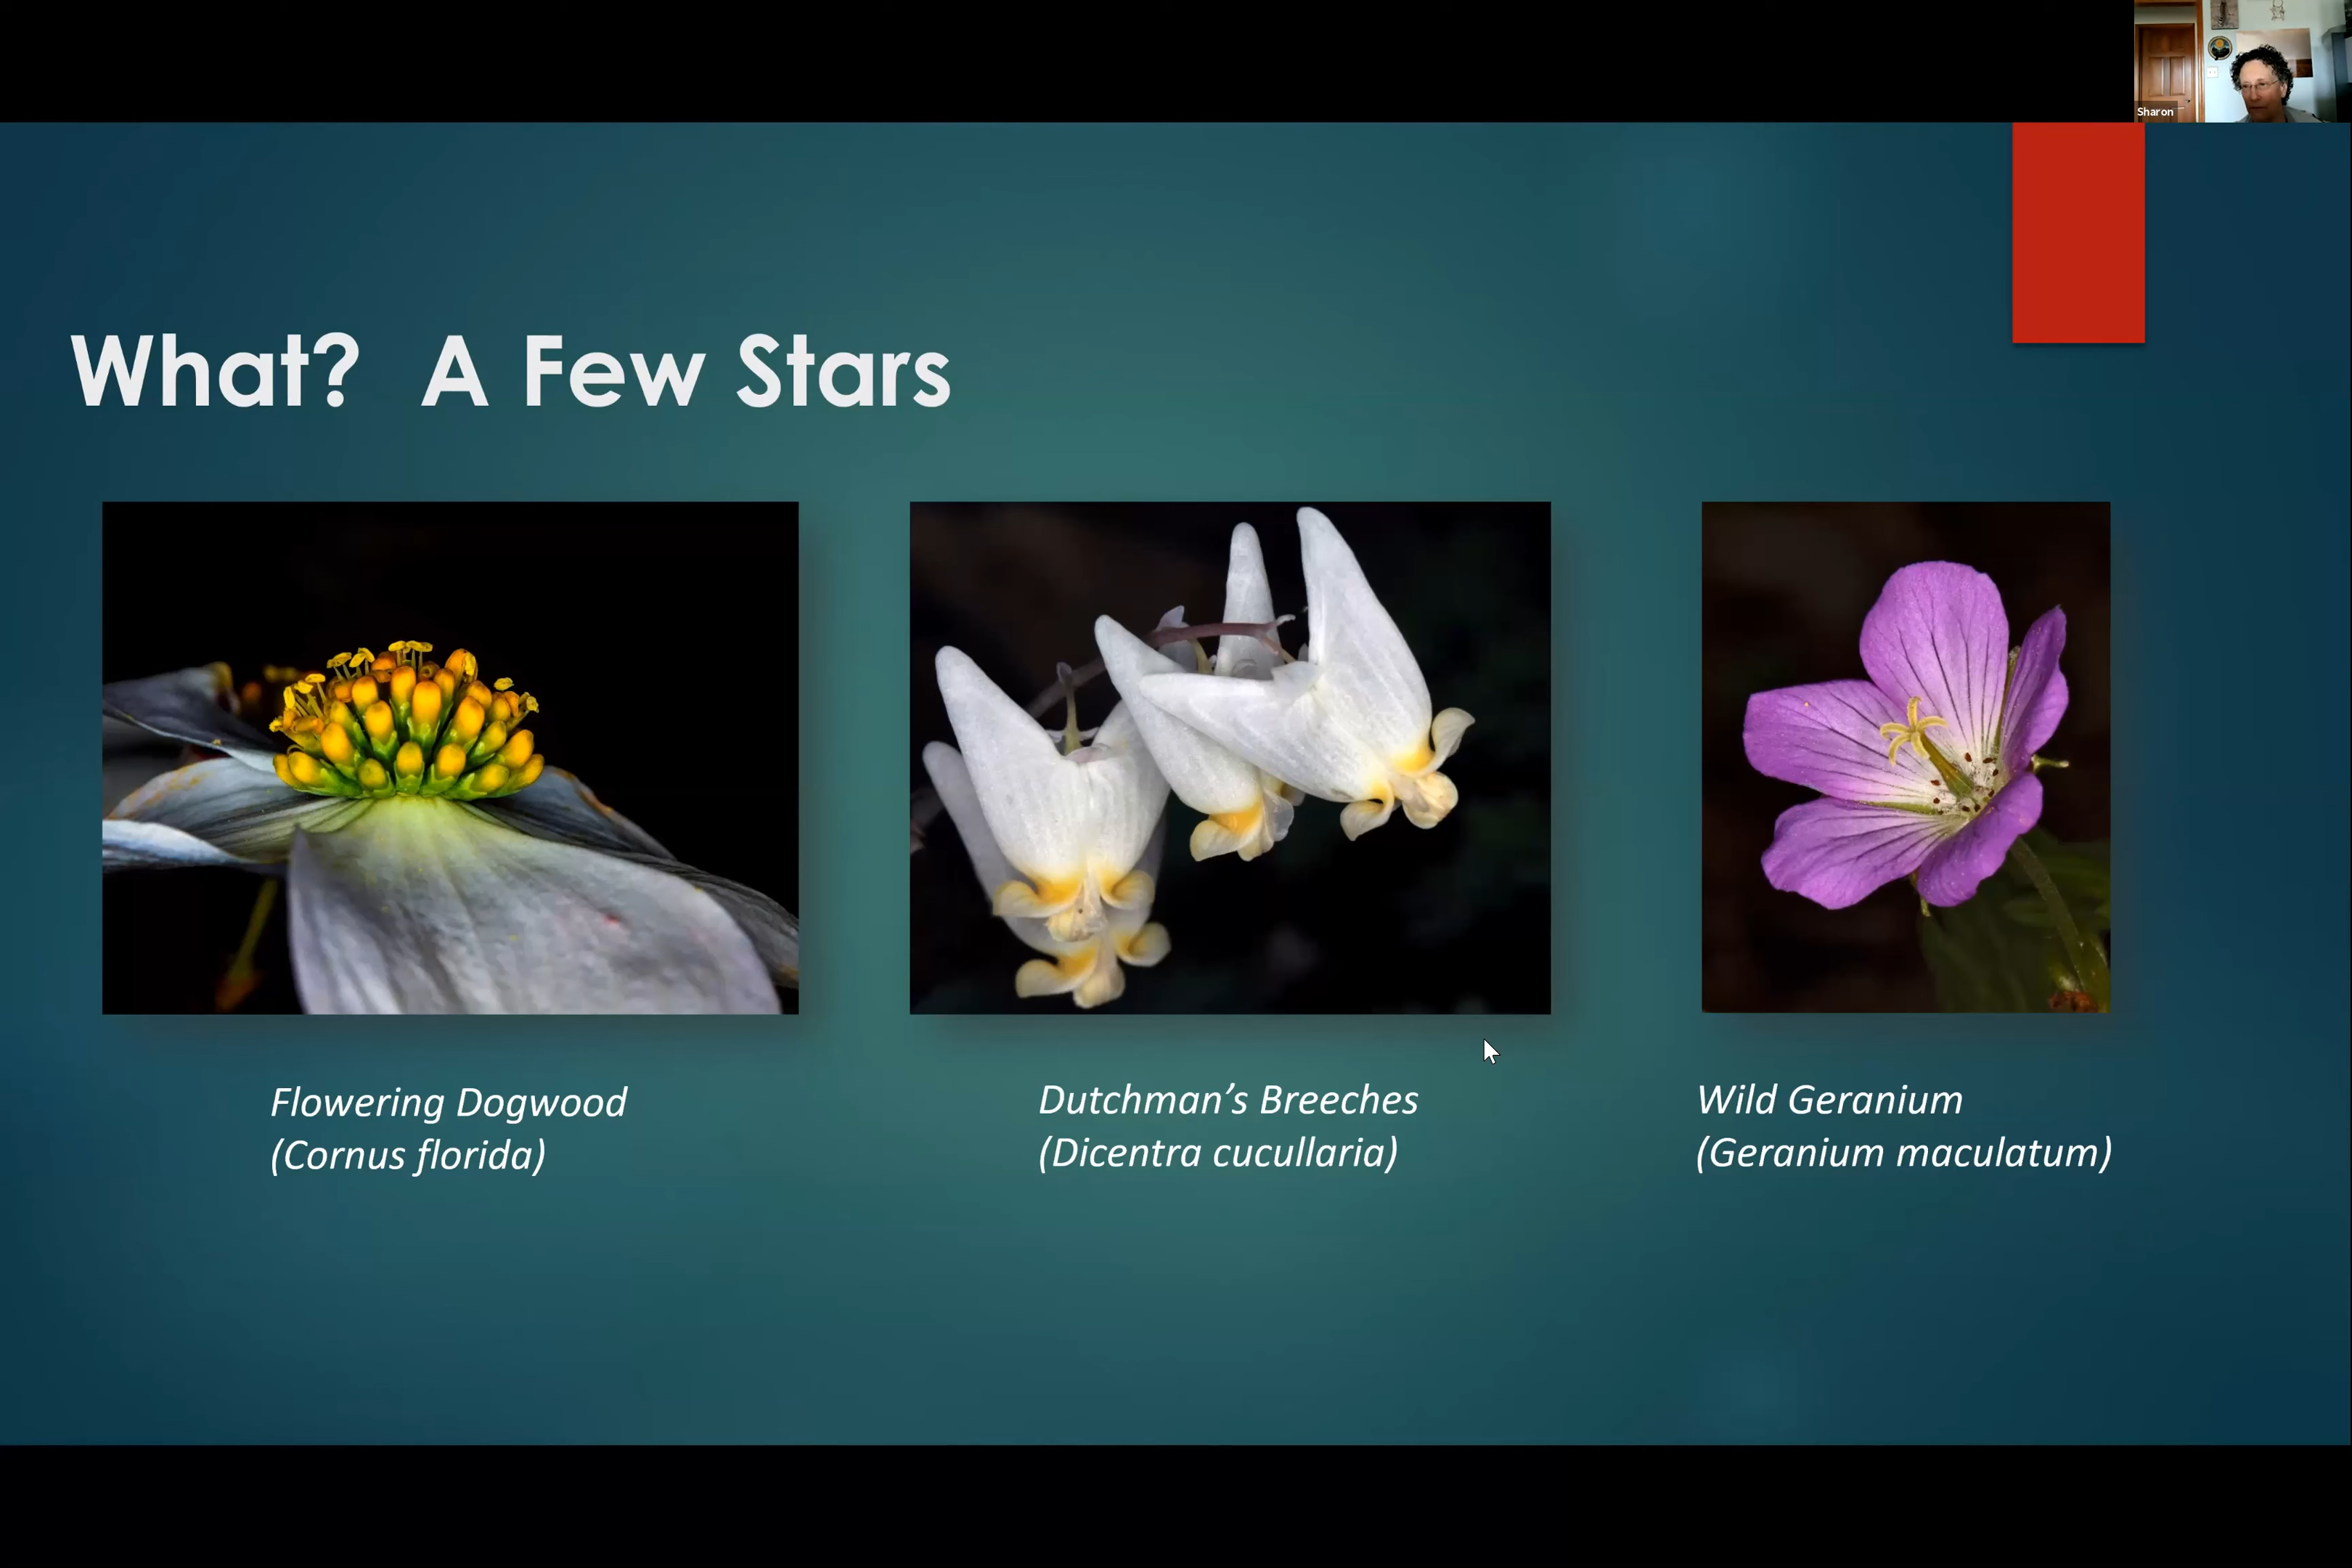 Sharon
What? A Few Stars
Flowering Dogwood
(Cornus florida)
Dutchman’s Breeches
(Dicentra cucullaria)
Wild Geranium
(Geranium maculatum)